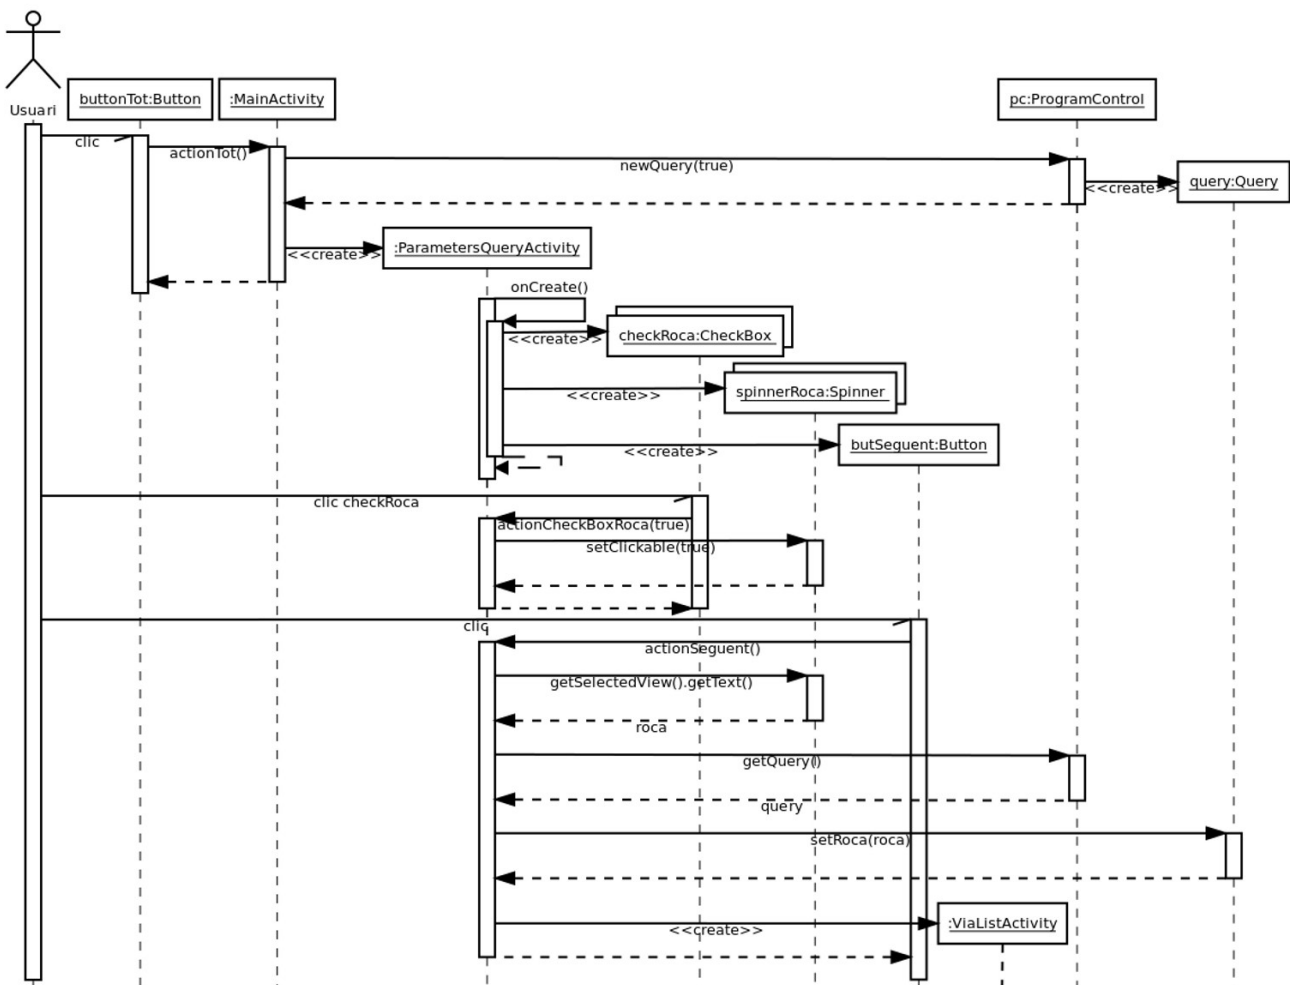 Usuari
buttonTot:Button
:MainActivity
pc:ProgramControl
clic
actionTot()
newQuery(true)
<<create>>
query:Query
<<create>>
:ParametersQueryActivity
onCreate()
<<create>>
checkRoca:CheckBox
<<create>>
spinnerRoca:Spinner
<<create>>
butSeguent:Button
clic checkRoca
actionCheckBoxRoca(true)
setClickable(true)
clic
actionSeguent()
getSelectedView().getText()
roca
getQuery()
query
setRoca(roca)
<<create>>
:ViaListActivity